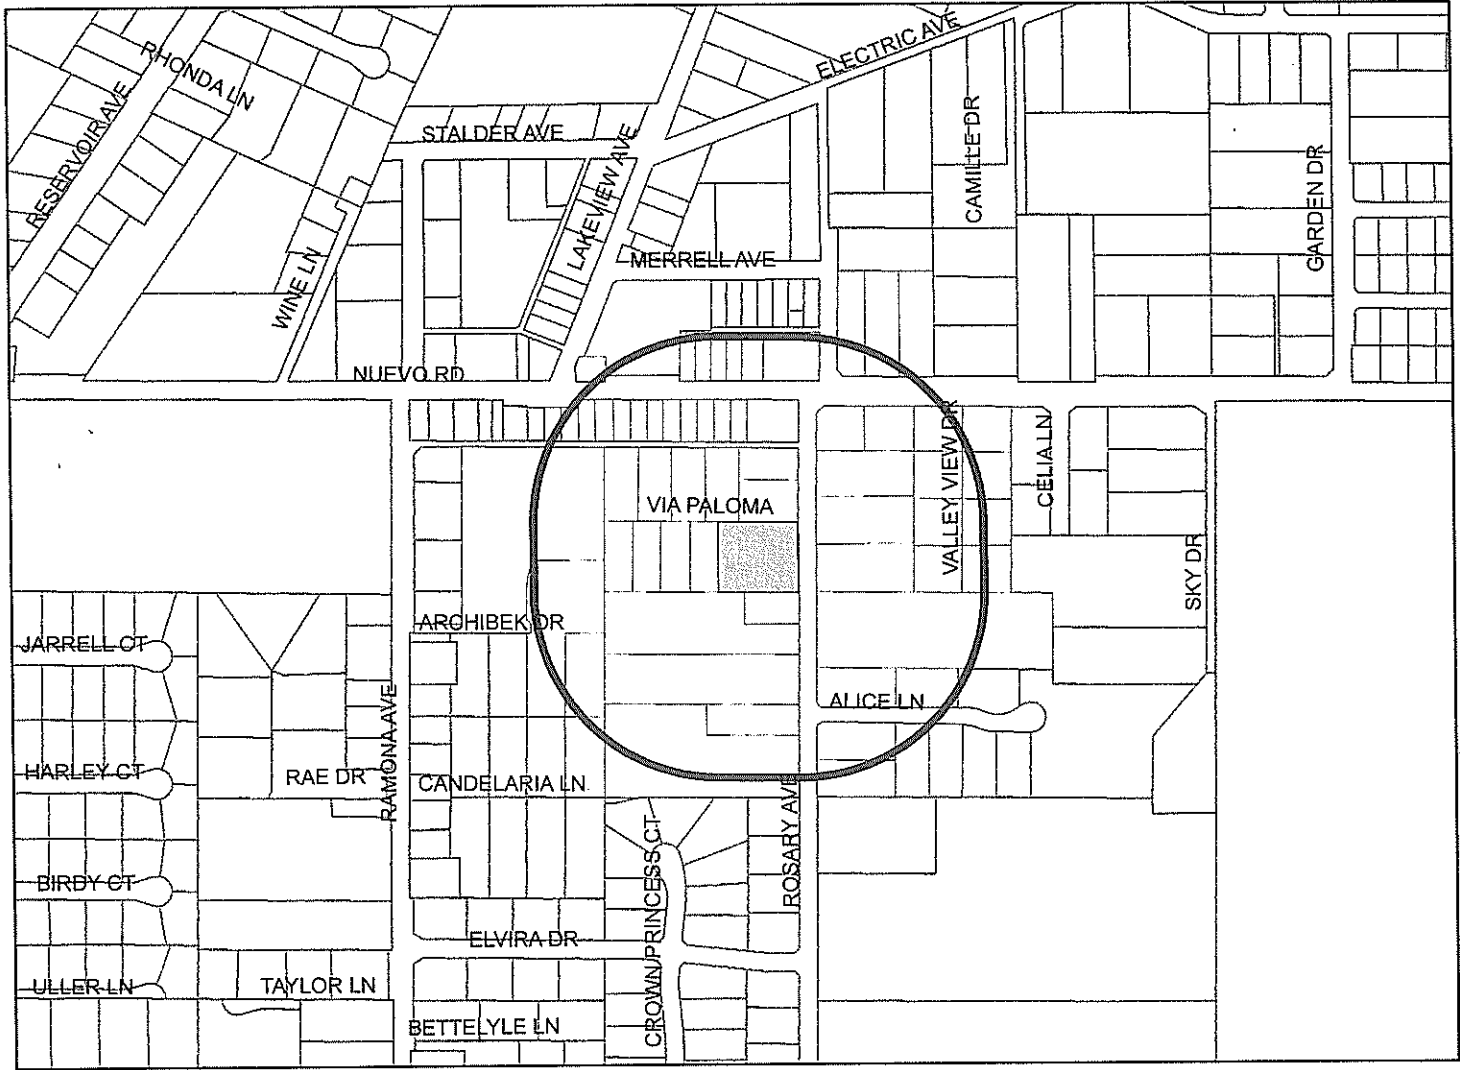 ELECTRIC AVE
RHONDA LN
RESERVOIR AVE
STALDER AVE
LAKEVIEW AVE
CAMILLE DR
GARDEN DR
WINE LN
MERRELL AVE
NUEVO RD
VALLEY VIEW DR
CELIA LN
VIA PALOMA
SKY DR
ARCHIBEK DR
JARRELL CT
RAMONA AVE
ALICE LN
HARLEY CT
RAE DR
CANDELARIA LN
ROSARY AVE
CROWN PRINCESS CT
BIRDY CT
ELVIRA DR
ULLER LN
TAYLOR LN
BETTELYLE LN